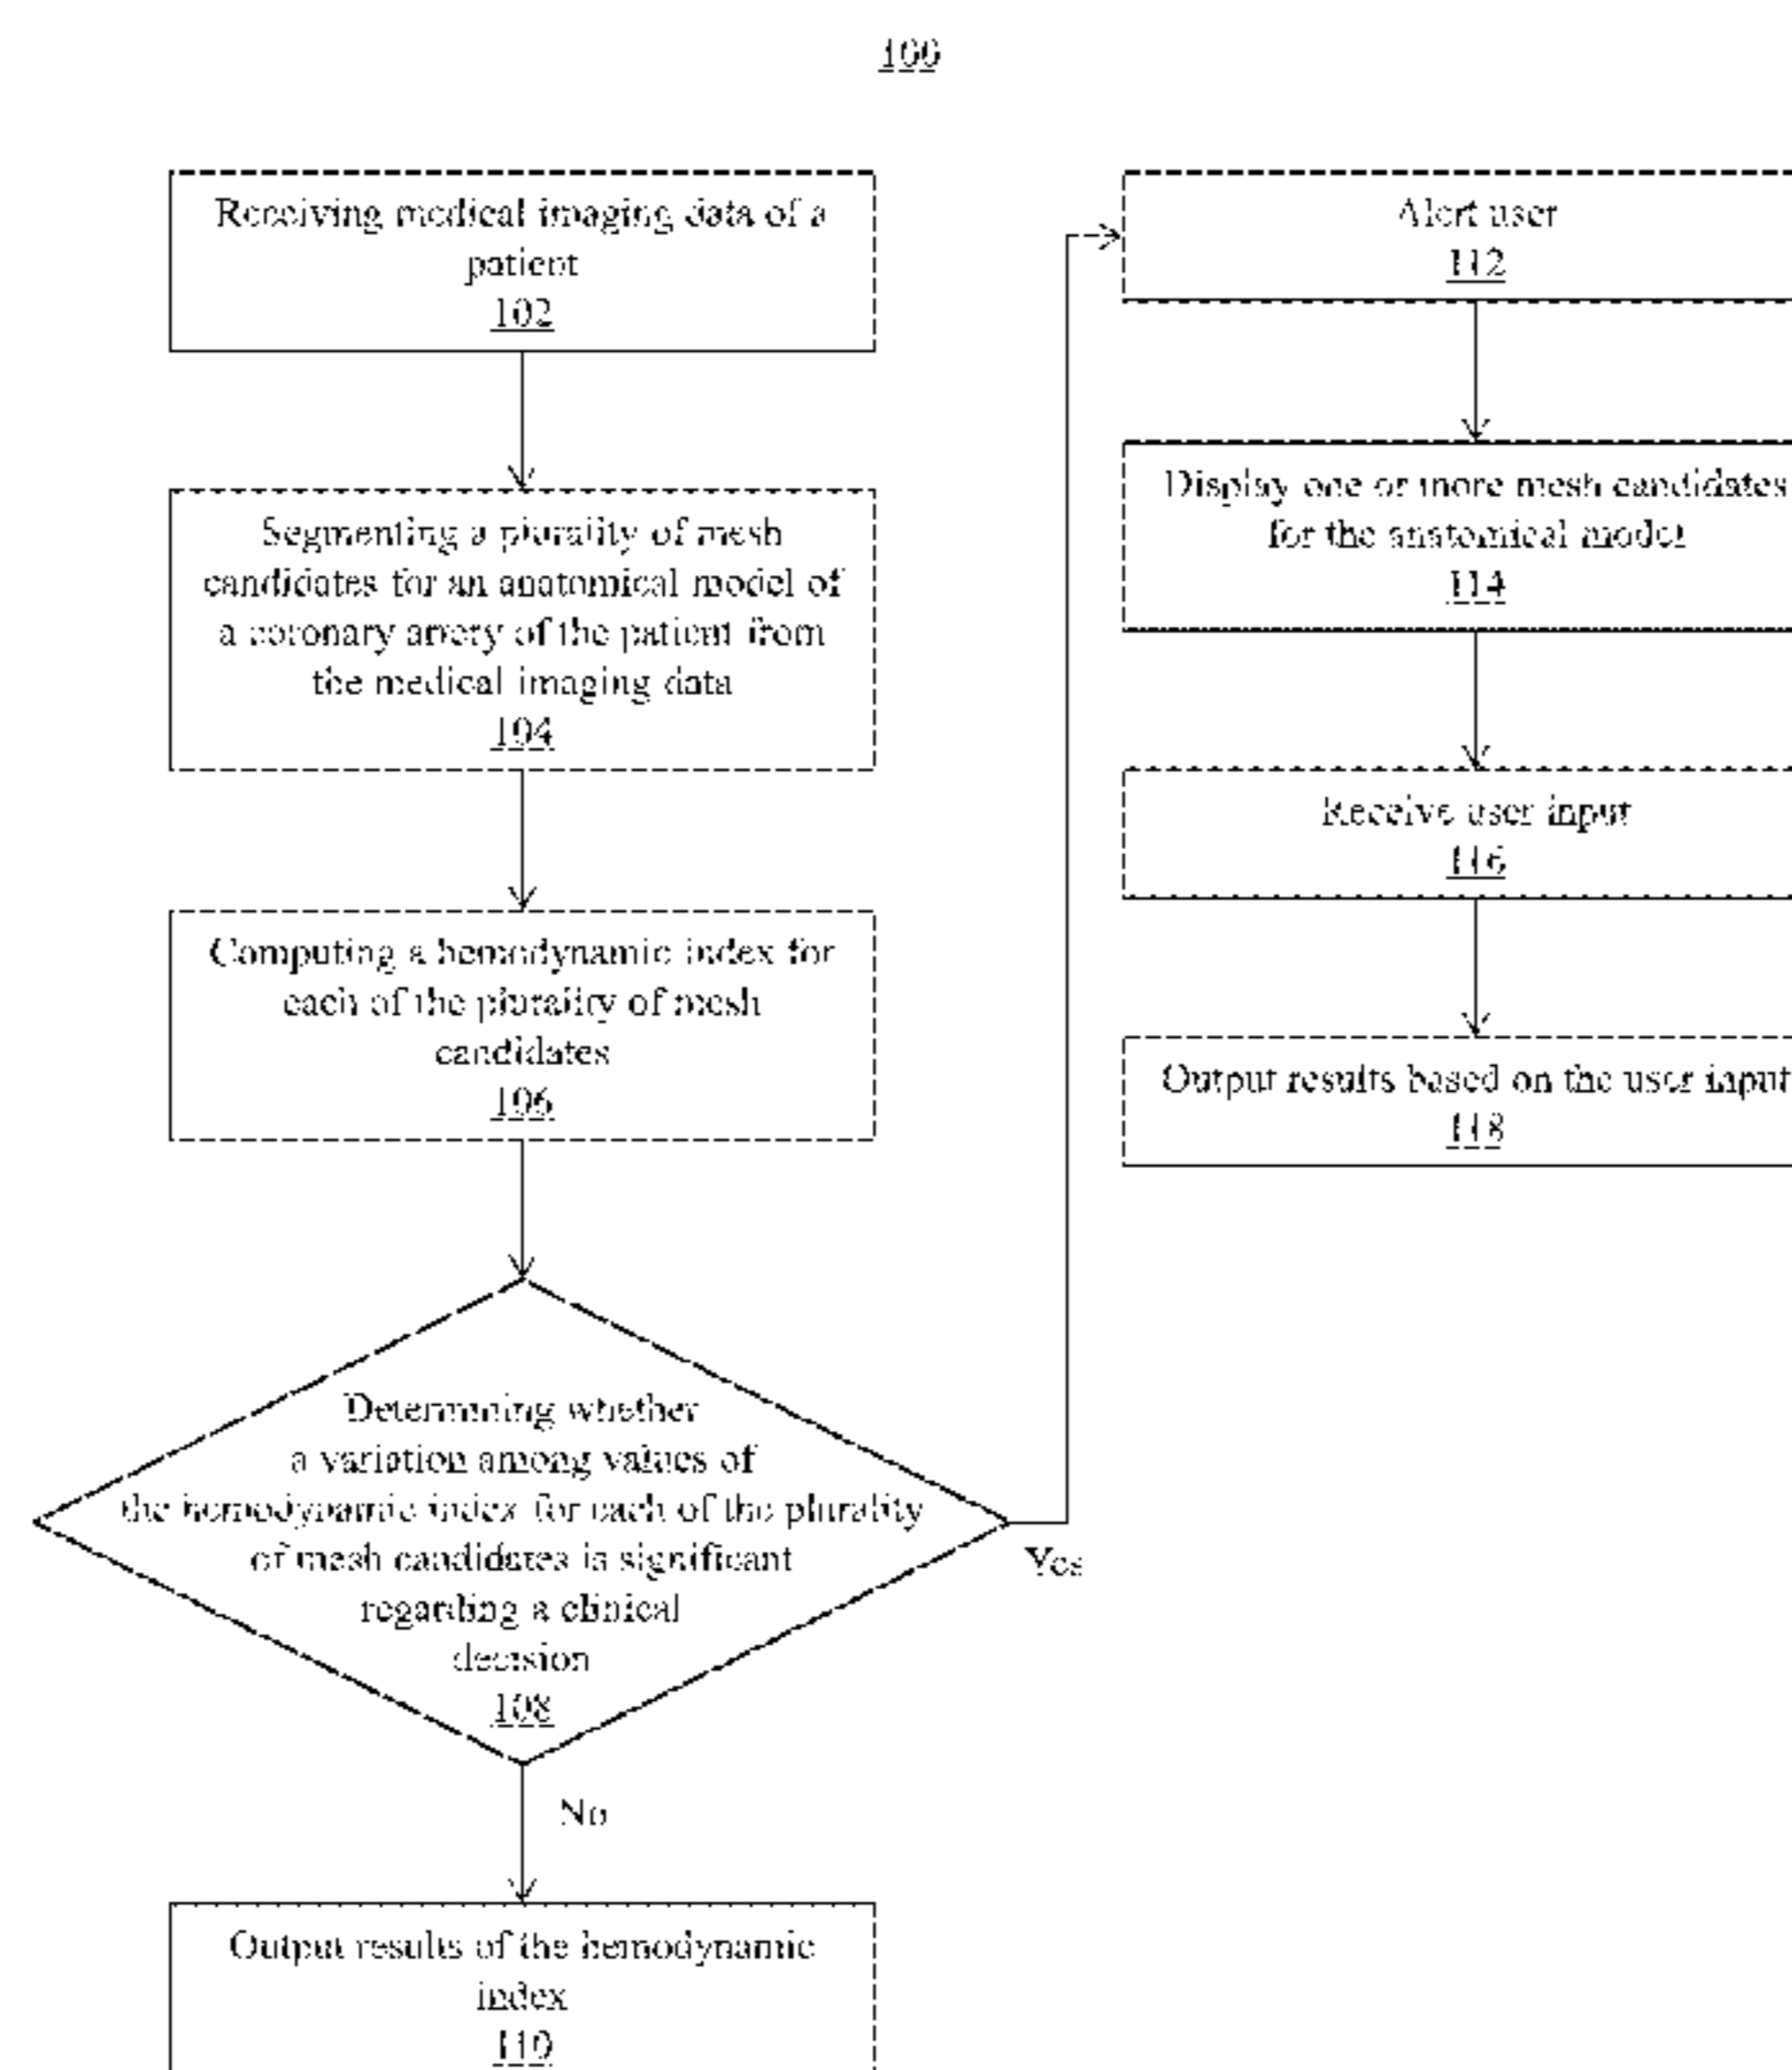 100
Receiving medical imaging data of a
patient
102
Segmenting a plurality of mesh
candidates for an anatomical model of
a coronary artery of the patient from
the medical imaging data
104
Computing a hemodynamic index for
each of the plurality of mesh
candidates
106
Determining whether
a variation among values of
the hemodynamic index for each of the plurality
of mesh candidates is significant
regarding a clinical
decision
108
Yes
No
Output results of the hemodynamic
index
110
Alert user
112
Display one or more mesh candidates
for the anatomical model
114
Receive user input
116
Output results based on the user input
118